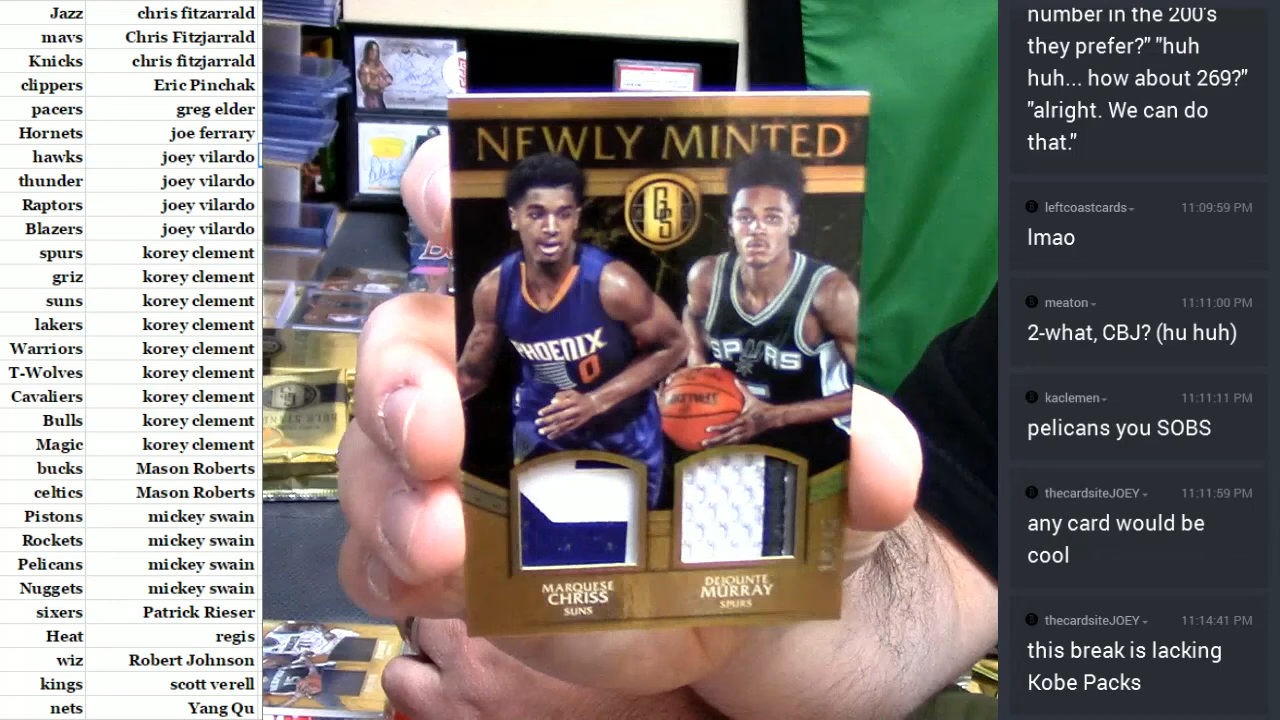 Jazz chris fitzarrald
mavs Chris Fitzjarrald
Knicks chris fitzjarrald
clippers Eric Pinchak
pacers greg elder
Hornets joe ferrary
hawks joey vilardo
thunder joey vilardo
Raptors joey vilardo
Blazers joey vilardo
spurs korey clement
griz korey clement
suns korey clement
lakers korey clement
Warriors korey clement
T-Wolves korey clement
Cavaliers korey clement
Bulls korey clement
Magic korey clement
bucks Mason Roberts
celtics Mason Roberts
Pistons mickey swain
Rockets mickey swain
Pelicans mickey swain
Nuggets mickey swain
sixers Patrick Rieser
Heat regis
wiz Robert Johnson
kings scott verell
nets Yang Qu
NEWLY MINTED
GS
PHOENIX
0
SPURS
MARQUESE
CHRISS
SUNS
DEJOUNTE
MURRAY
SPURS
number in the 200's
they prefer?" "huh
huh... how about 269?"
"alright. We can do
that."
leftcoastcards 11:09:59 PM
lmao
meaton 11:11:00 PM
2-what, CBJ? (hu huh)
kaclemen 11:11:11 PM
pelicans you SOBS
thecardsiteJOEY 11:11:59 PM
any card would be
cool
thecardsiteJOEY 11:14:41 PM
this break is lacking
Kobe Packs